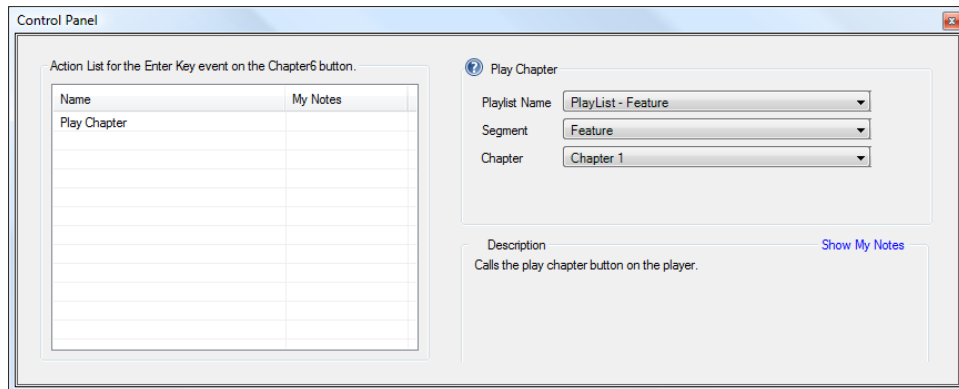 Control Panel
Action List for the Enter Key event on the Chapter6 button.
Name My Notes
Play Chapter
Play Chapter
Playlist Name PlayList - Feature
Segment Feature
Chapter Chapter 1
Description Show My Notes
Calls the play chapter button on the player.